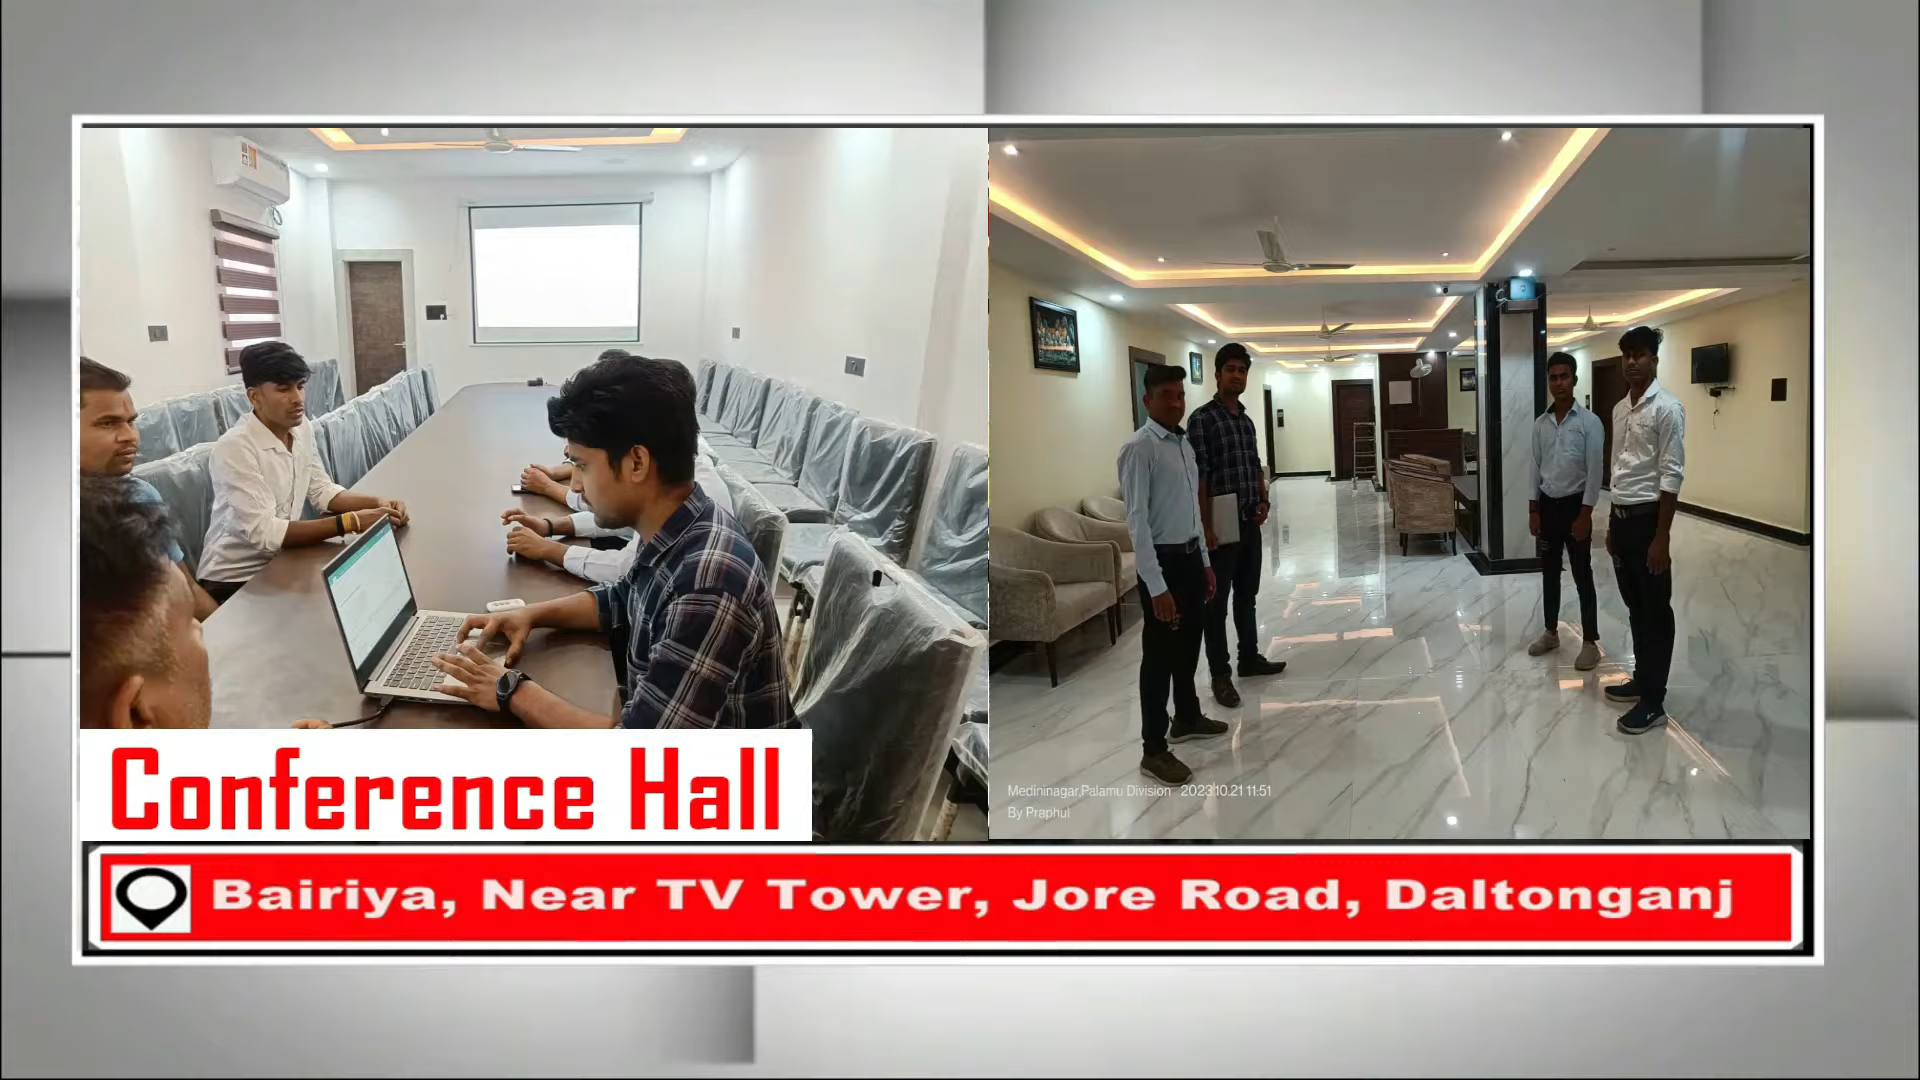 Conference Hall
Medininagar,Palamu Division 2023.10.21 11:51
By Praphul
Bairiya, Near TV Tower, Jore Road, Daltonganj